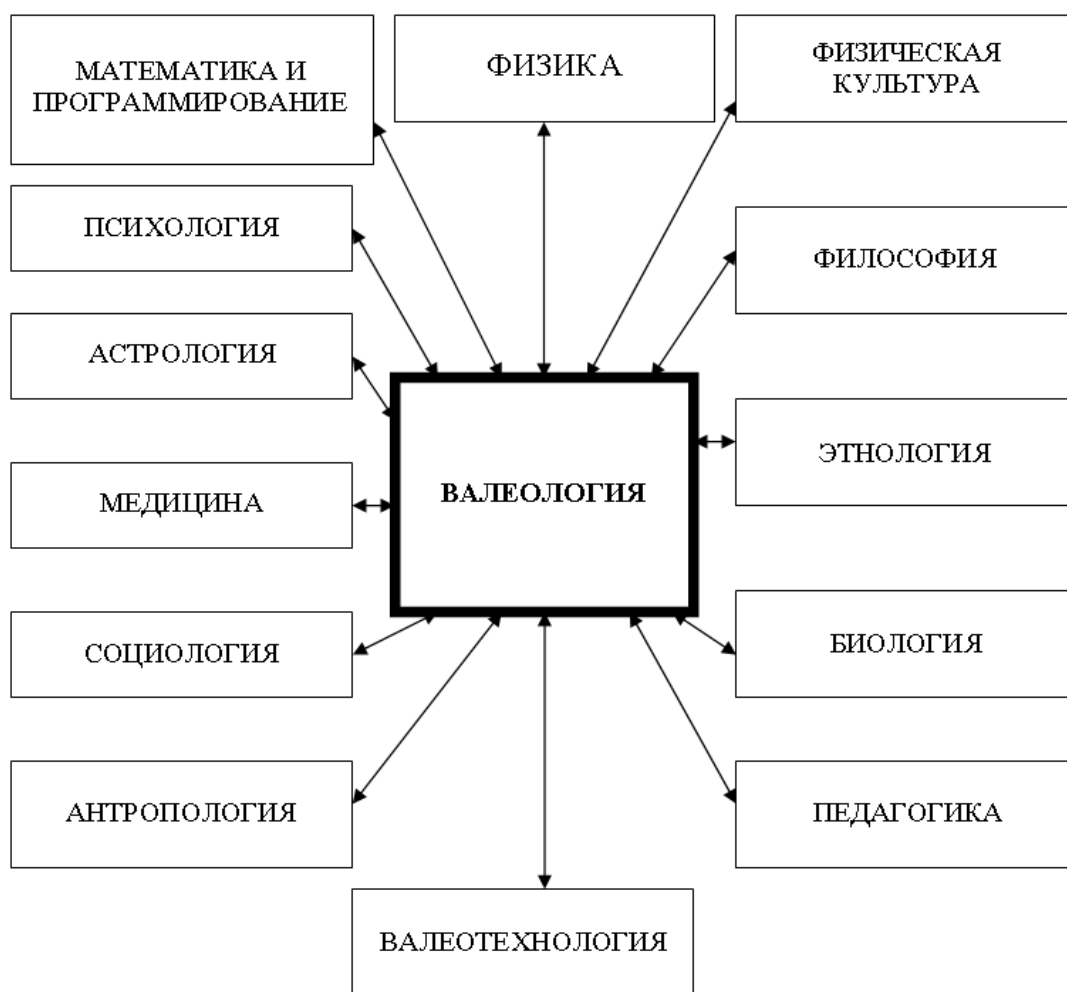 МАТЕМАТИКА И
ПРОГРАММИРОВАНИЕ
ФИЗИКА
ФИЗИЧЕСКАЯ
КУЛЬТУРА
ПСИХОЛОГИЯ
ФИЛОСОФИЯ
АСТРОЛОГИЯ
ЭТНОЛОГИЯ
МЕДИЦИНА
ВАЛЕОЛОГИЯ
СОЦИОЛОГИЯ
БИОЛОГИЯ
АНТРОПОЛОГИЯ
ПЕДАГОГИКА
ВАЛЕОТЕХНОЛОГИЯ